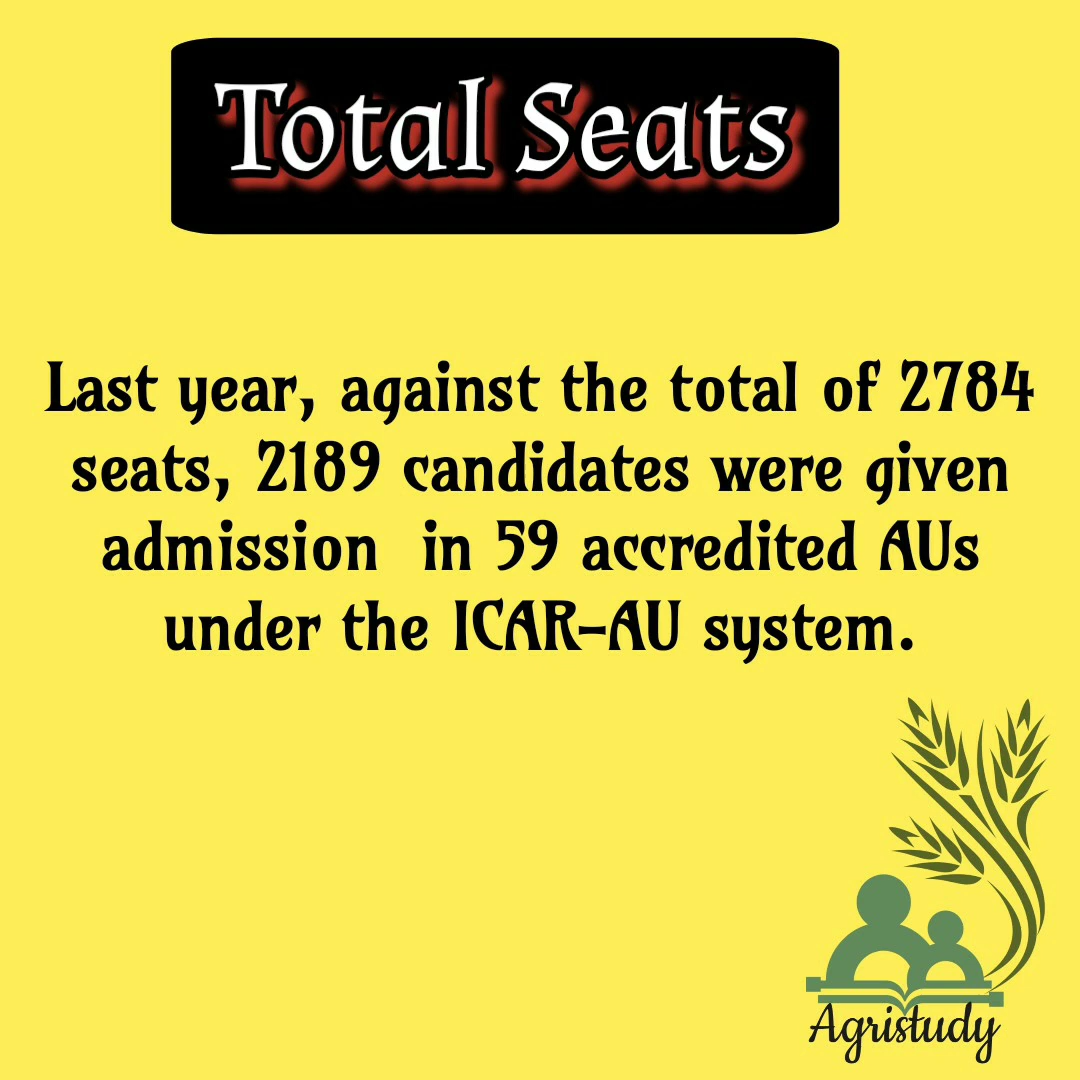 Total Seats
Last year, against the total of 2784
seats, 2189 candidates were given
admission in 59 accredited AUs
under the ICAR-AU system.
Agristudy